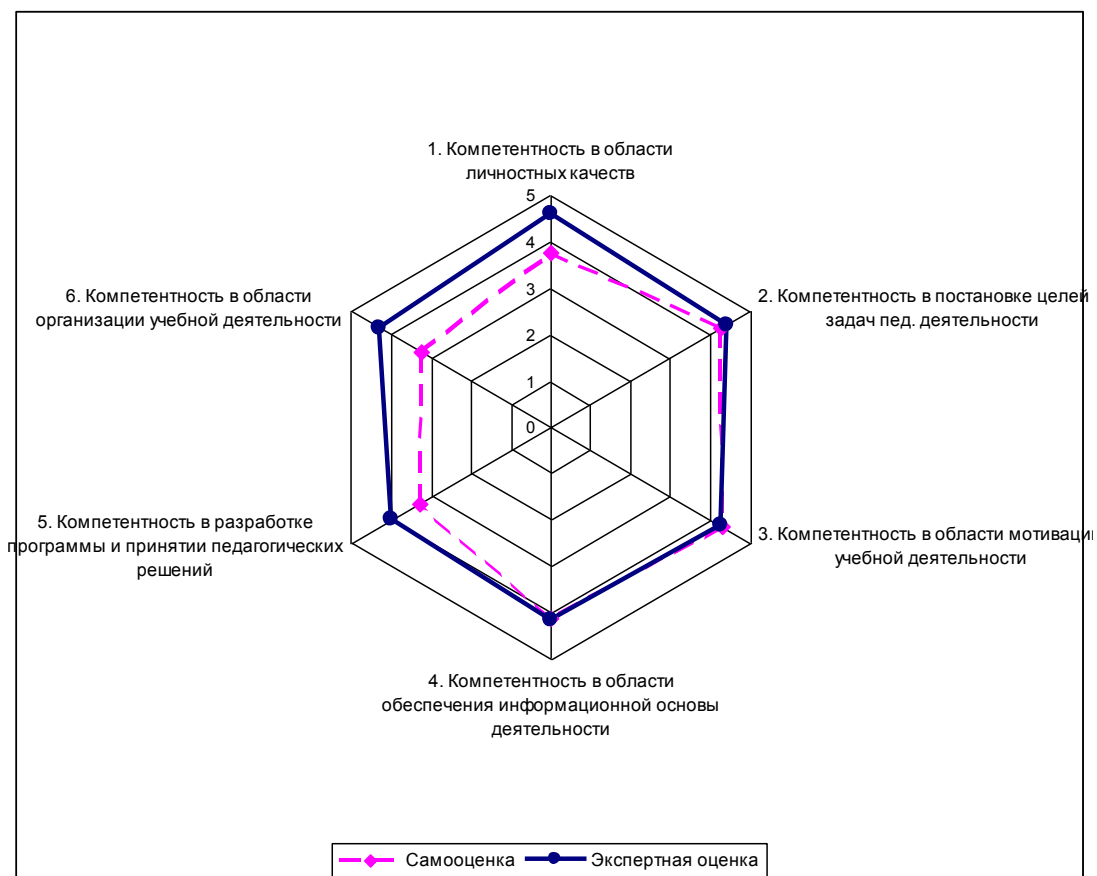 1. Компетентность в области
личностных качеств
5
4
3
2
1
0
2. Компетентность в постановке целей
задач пед. деятельности
3. Компетентность в области мотиваци
учебной деятельности
4. Компетентность в области
обеспечения информационной основы
деятельности
5. Компетентность в разработке
программы и принятии педагогических
решений
6. Компетентность в области
организации учебной деятельности
Самооценка
Экспертная оценка